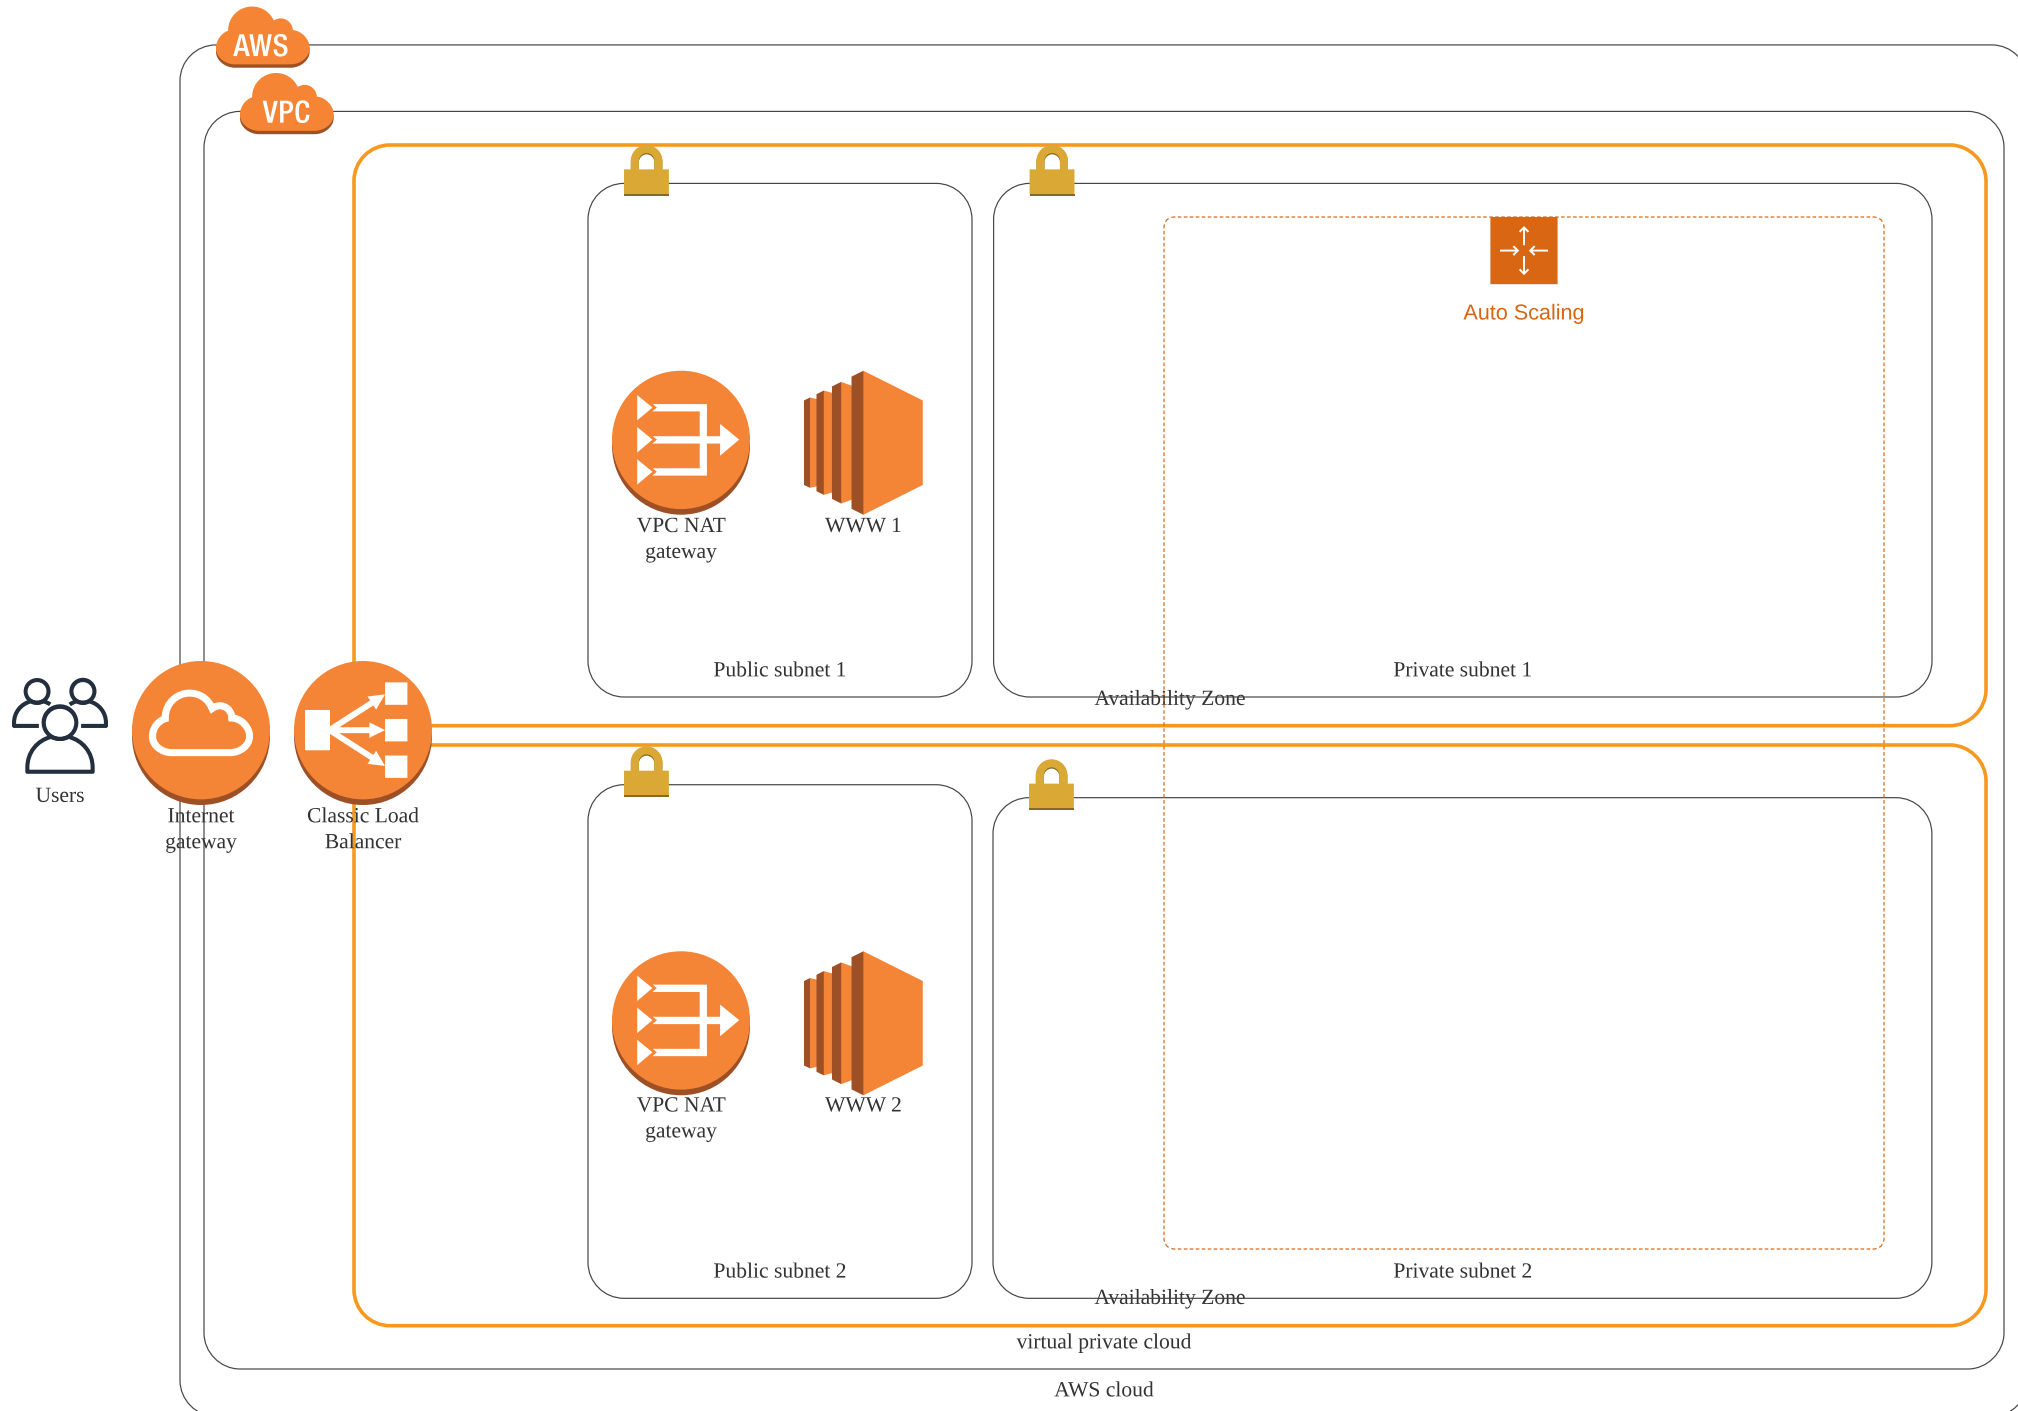 AWS
VPC
Auto Scaling
VPC NAT
gateway
WWW 1
Public subnet 1
Private subnet 1
Availability Zone
Users
Internet
gateway
Classic Load
Balancer
VPC NAT
gateway
WWW 2
Public subnet 2
Private subnet 2
Availability Zone
virtual private cloud
AWS cloud